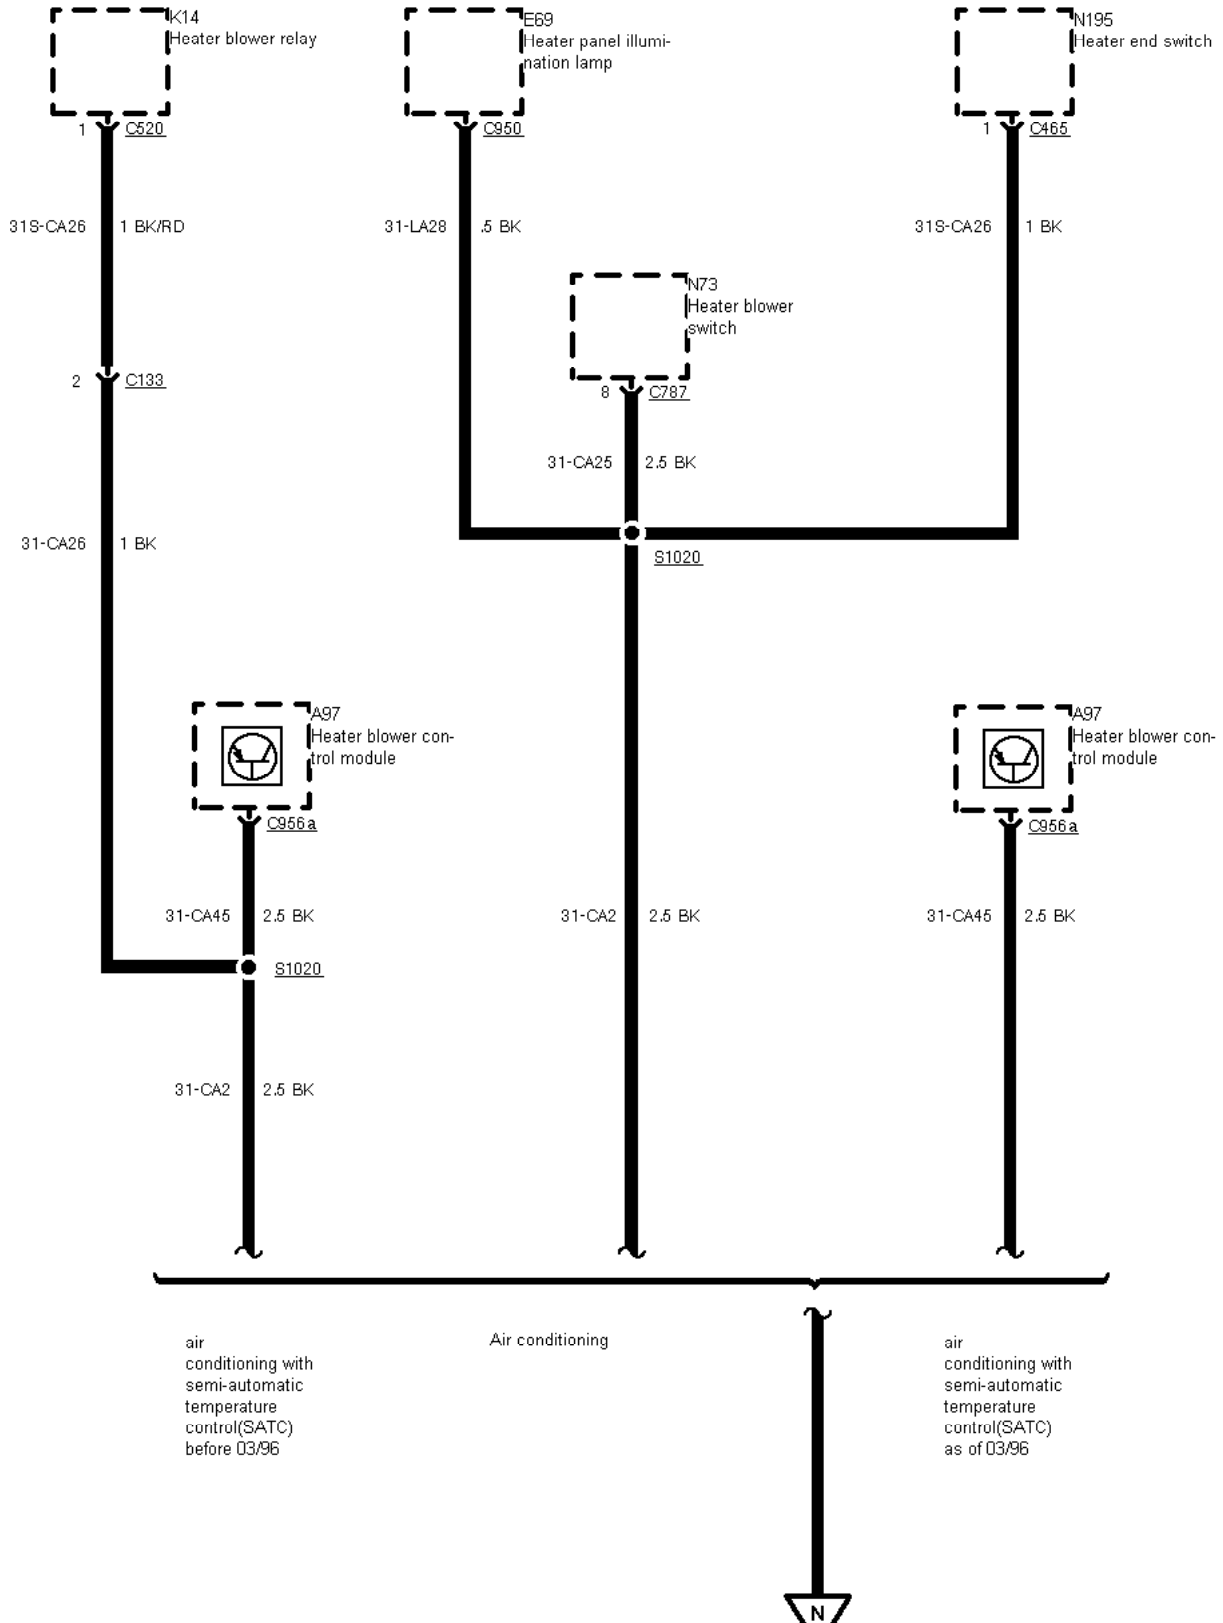 K14
Heater blower relay
E69
Heater panel illumi-
nation lamp
N195
Heater end switch
1 C520
C950
1 C465
31S-CA26 1 BK/RD
31-LA28 .5 BK
31S-CA26 1 BK
N73
Heater blower
switch
2 C133
8 C787
31-CA25 2.5 BK
31-CA26 1 BK
S1020
A97
Heater blower con-
trol module
A97
Heater blower con-
trol module
C956a
C956a
31-CA45 2.5 BK
31-CA2 2.5 BK
31-CA45 2.5 BK
S1020
31-CA2 2.5 BK
air
conditioning with
semi-automatic
temperature
control(SATC)
before 03/96
Air conditioning
air
conditioning with
semi-automatic
temperature
control(SATC)
as of 03/96
N